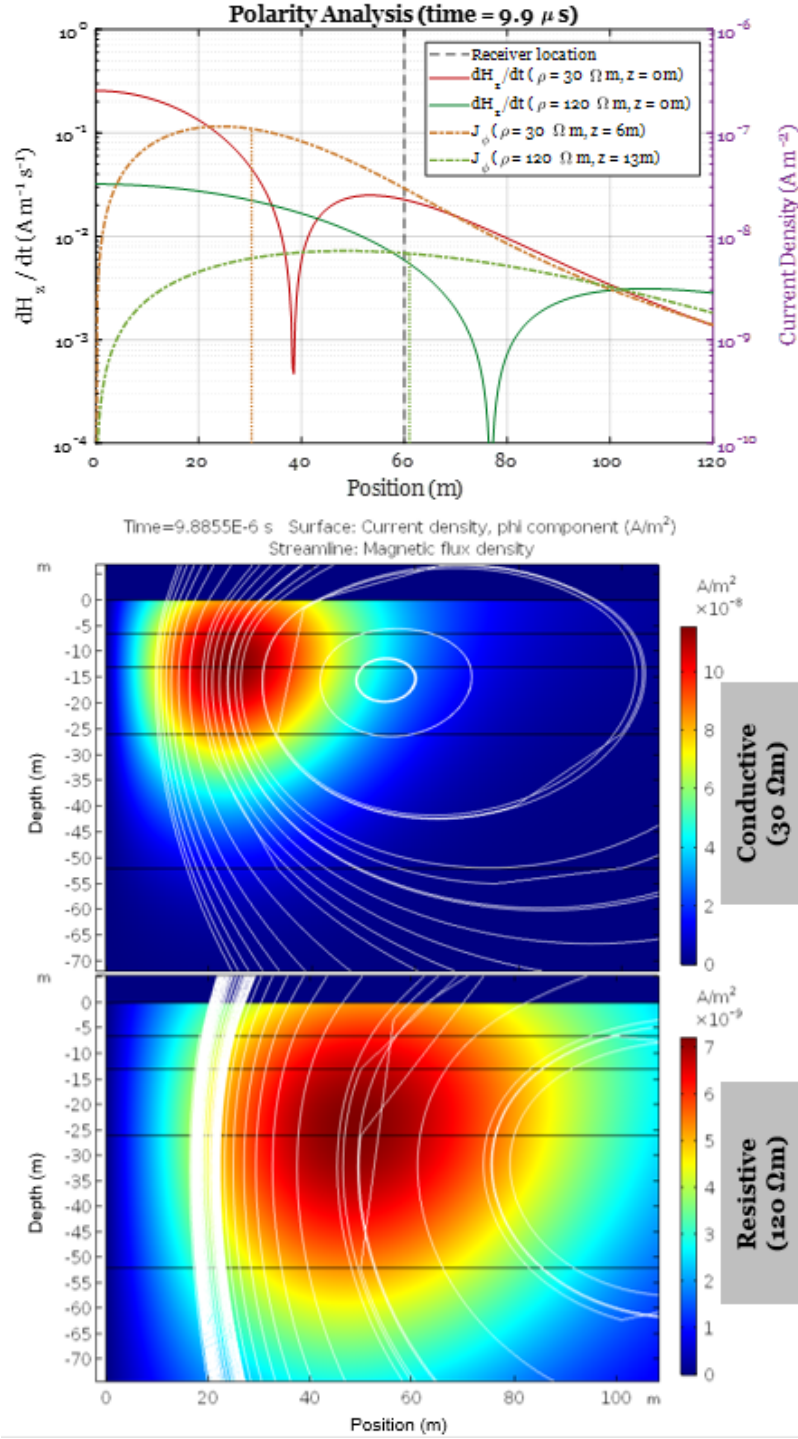 Polarity Analysis (time = 9.9 μ s)
10⁰
10⁻⁶
Receiver location
dH_z/dt ( ρ = 30 Ω m, z = 0m)
dH_z/dt ( ρ = 120 Ω m, z = 0m)
J_ϕ ( ρ = 30 Ω m, z = 6m)
J_ϕ ( ρ = 120 Ω m, z = 13m)
10⁻¹
10⁻⁷
10⁻²
10⁻⁸
10⁻³
10⁻⁹
10⁻⁴
10⁻¹⁰
dH_z / dt (A m⁻¹ s⁻¹)
Current Density (A m⁻²)
0 20 40 60 80 100 120
Position (m)
Time=9.8855E-6 s Surface: Current density, phi component (A/m²)
Streamline: Magnetic flux density
m
0
-5
-10
-15
-20
-25
-30
-35
-40
-45
-50
-55
-60
-65
-70
Depth (m)
A/m²
×10⁻⁸
10
8
6
4
2
0
Conductive
(30 Ωm)
m
0
-5
-10
-15
-20
-25
-30
-35
-40
-45
-50
-55
-60
-65
-70
Depth (m)
A/m²
×10⁻⁹
7
6
5
4
3
2
1
0
Resistive
(120 Ωm)
0 20 40 60 80 100 m
Position (m)